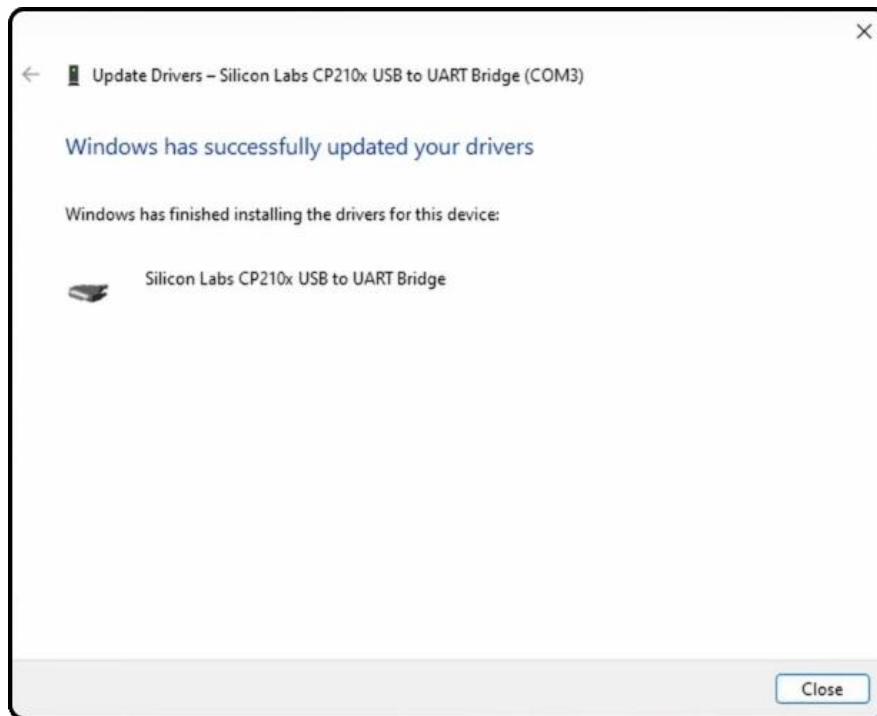 Update Drivers – Silicon Labs CP210x USB to UART Bridge (COM3)
Windows has successfully updated your drivers
Windows has finished installing the drivers for this device:
Silicon Labs CP210x USB to UART Bridge
Close